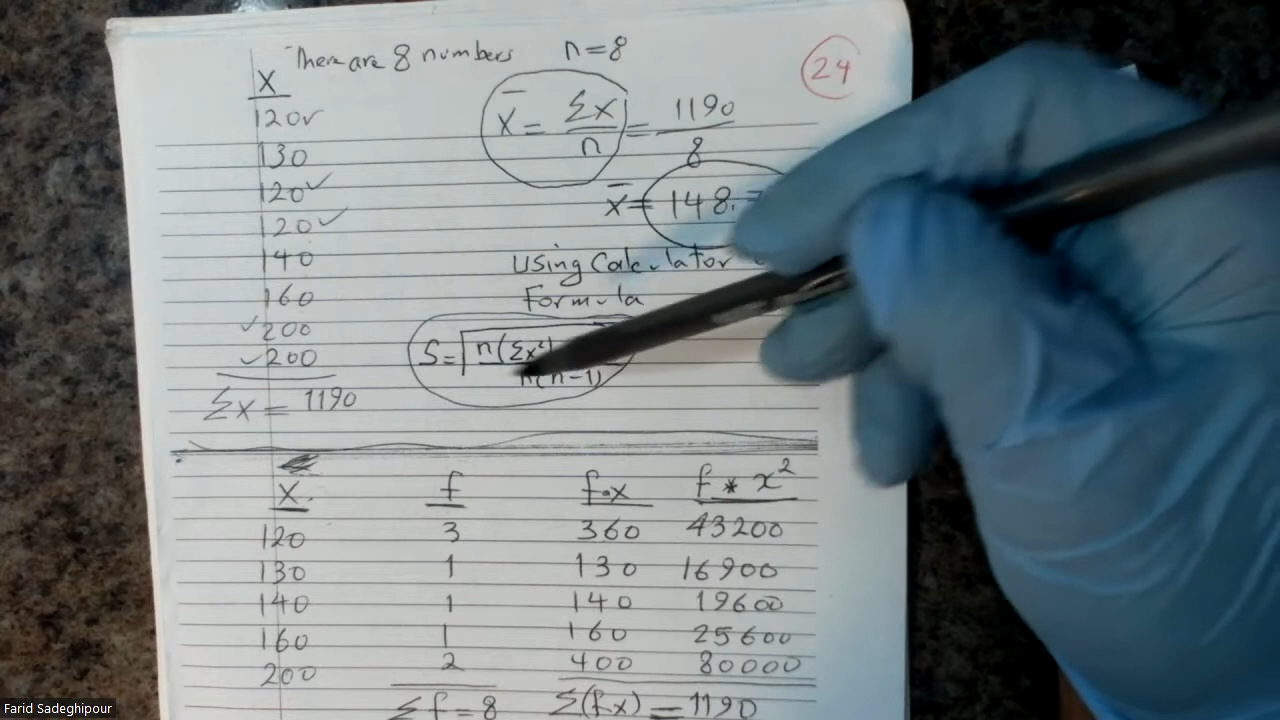 There are 8 numbers n=8
24
X
120✓
130
120✓
120✓
140
160
✓200
✓200
Σx = 1190
x̄ = Σx/n = 1190/8
x̄ = 148.
Using Calculator
Formula
S = √ n(Σx²) / n(n-1)
X f f•x f * x²
120 3 360 43200
130 1 130 16900
140 1 140 19600
160 1 160 25600
200 2 400 80000
Σf = 8 Σ(fx) = 1190
Farid Sadeghipour